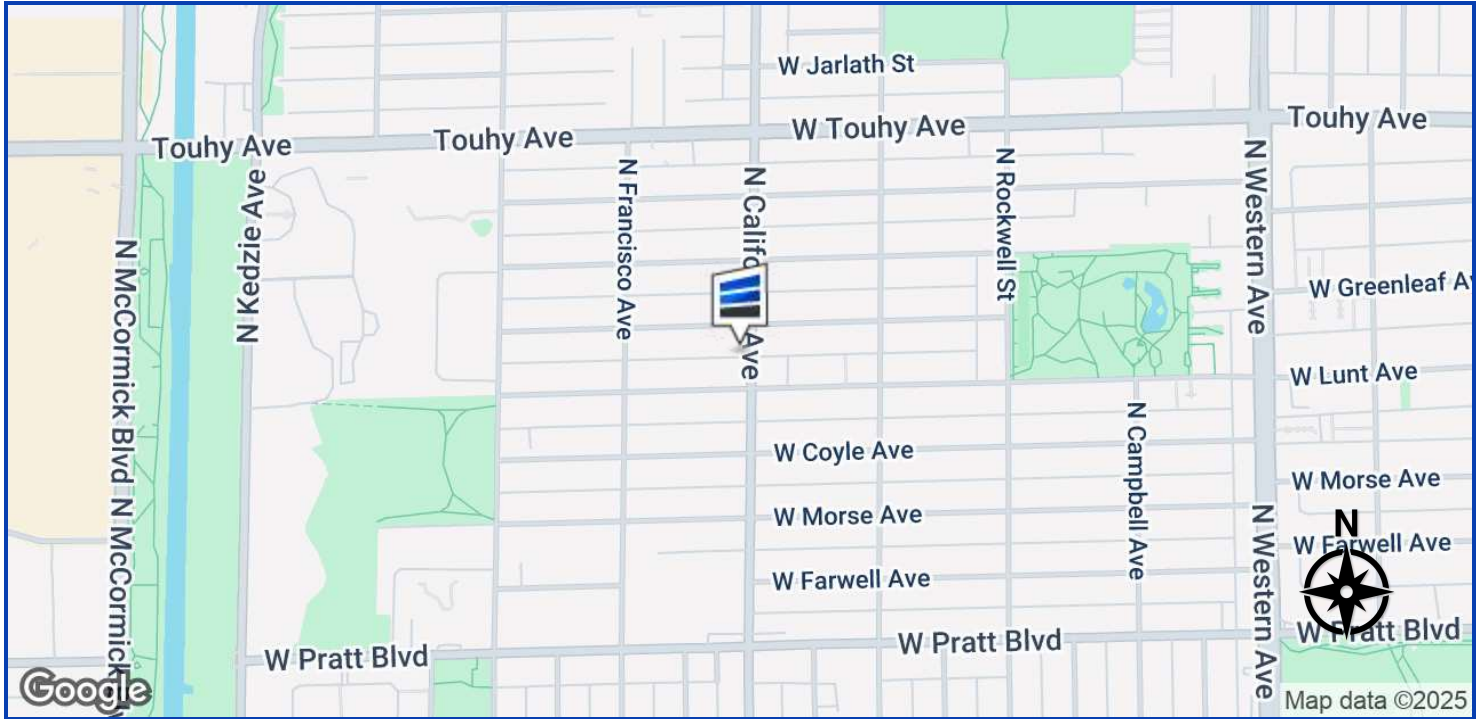 W Jarlath St
Touhy Ave
Touhy Ave
W Touhy Ave
Touhy Ave
N Kedzie Ave
N Francisco Ave
N Califo
Ave
N Rockwell St
N Western Ave
W Greenleaf Av
N McCormick Blvd
N McCormick
W Lunt Ave
W Coyle Ave
N Campbell Ave
W Morse Ave
W Morse Ave
N
W Farwell Ave
W Farwell Ave
N Western Ave
W Pratt Blvd
W Pratt Blvd
W Pratt Blvd
Google
Map data ©2025